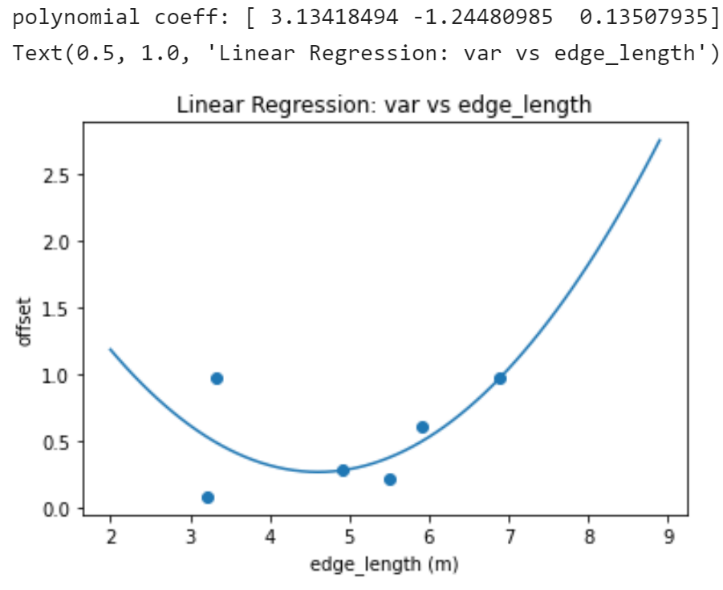 polynomial coeff: [ 3.13418494 -1.24480985  0.13507935]
Text(0.5, 1.0, 'Linear Regression: var vs edge_length')
Linear Regression: var vs edge_length
2.5
2.0
1.5
1.0
0.5
0.0
offset
2 3 4 5 6 7 8 9
edge_length (m)